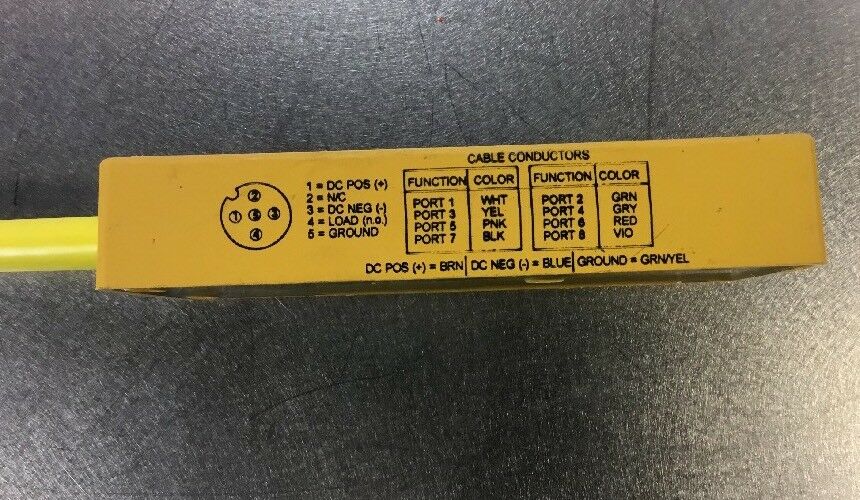 2
1 5 3
4
1 = DC POS (+)
2 = N/C
3 = DC NEG (-)
4 = LOAD (n.o.)
5 = GROUND
CABLE CONDUCTORS
FUNCTION COLOR FUNCTION COLOR
PORT 1 WHT PORT 2 GRN
PORT 3 YEL PORT 4 GRY
PORT 5 PNK PORT 6 RED
PORT 7 BLK PORT 8 VIO
DC POS (+) = BRN | DC NEG (-) = BLUE | GROUND = GRN/YEL